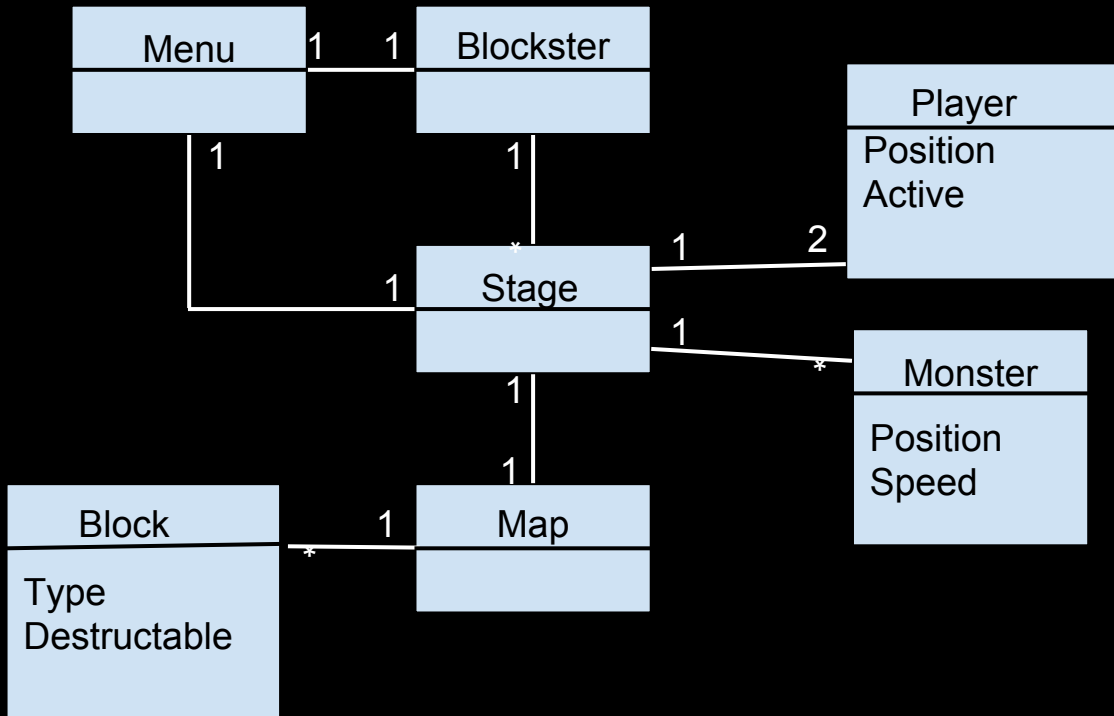 Menu
1 1
Blockster
Player
Position
Active
1
1
*
1
2
1
Stage
1
*
Monster
Position
Speed
1
1
Block
*
1
Map
Type
Destructable